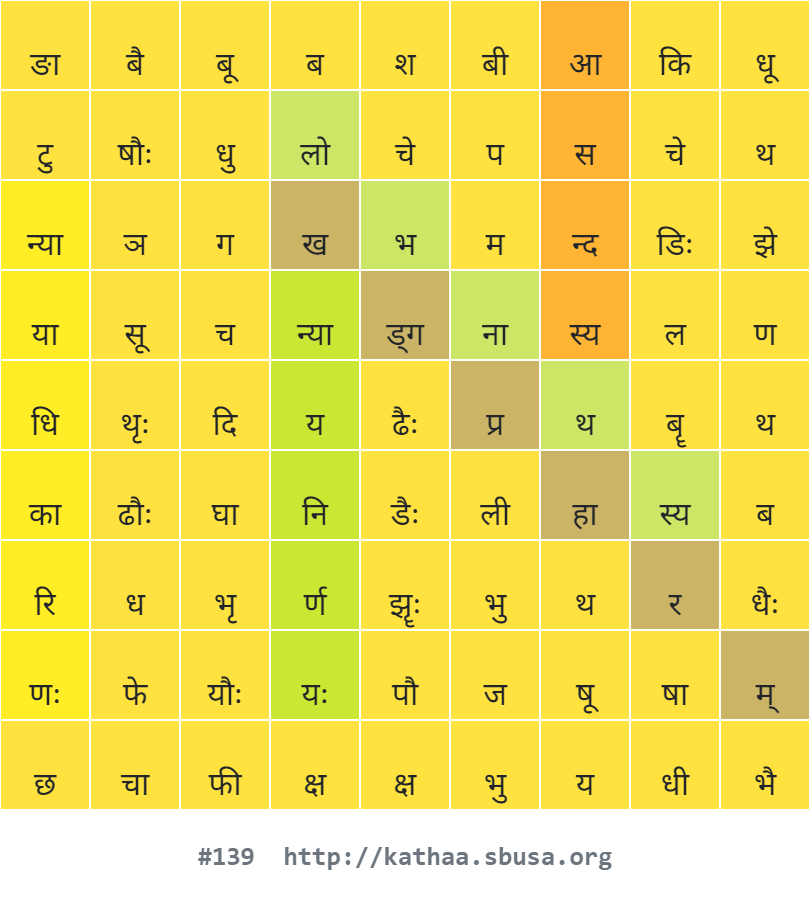 ङा बै बू ब श बी आ कि धू
टु षौः धु लो चे प स चे थ
न्या ञ ग ख भ म न्द डिः झे
या सू च न्या ड्ग ना स्य ल ण
धि थृः दि य ढैः प्र थ बॄ थ
का ढौः घा नि डैः ली हा स्य ब
रि ध भृ र्ण झॄः भु थ र धैः
णः फे यौः यः पौ ज षू षा म्
छ चा फी क्ष क्ष भु य धी भै
#139 http://kathaa.sbusa.org